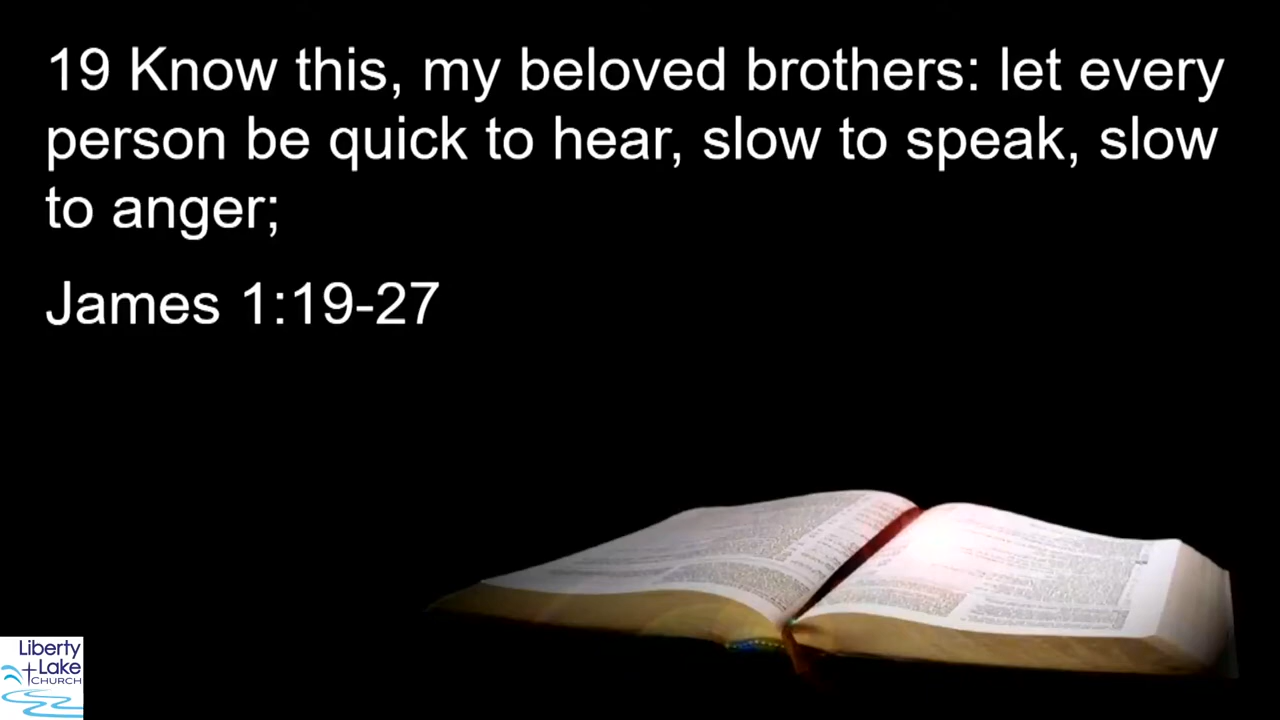 19 Know this, my beloved brothers: let every
person be quick to hear, slow to speak, slow
to anger;
James 1:19-27
Liberty
Lake
CHURCH